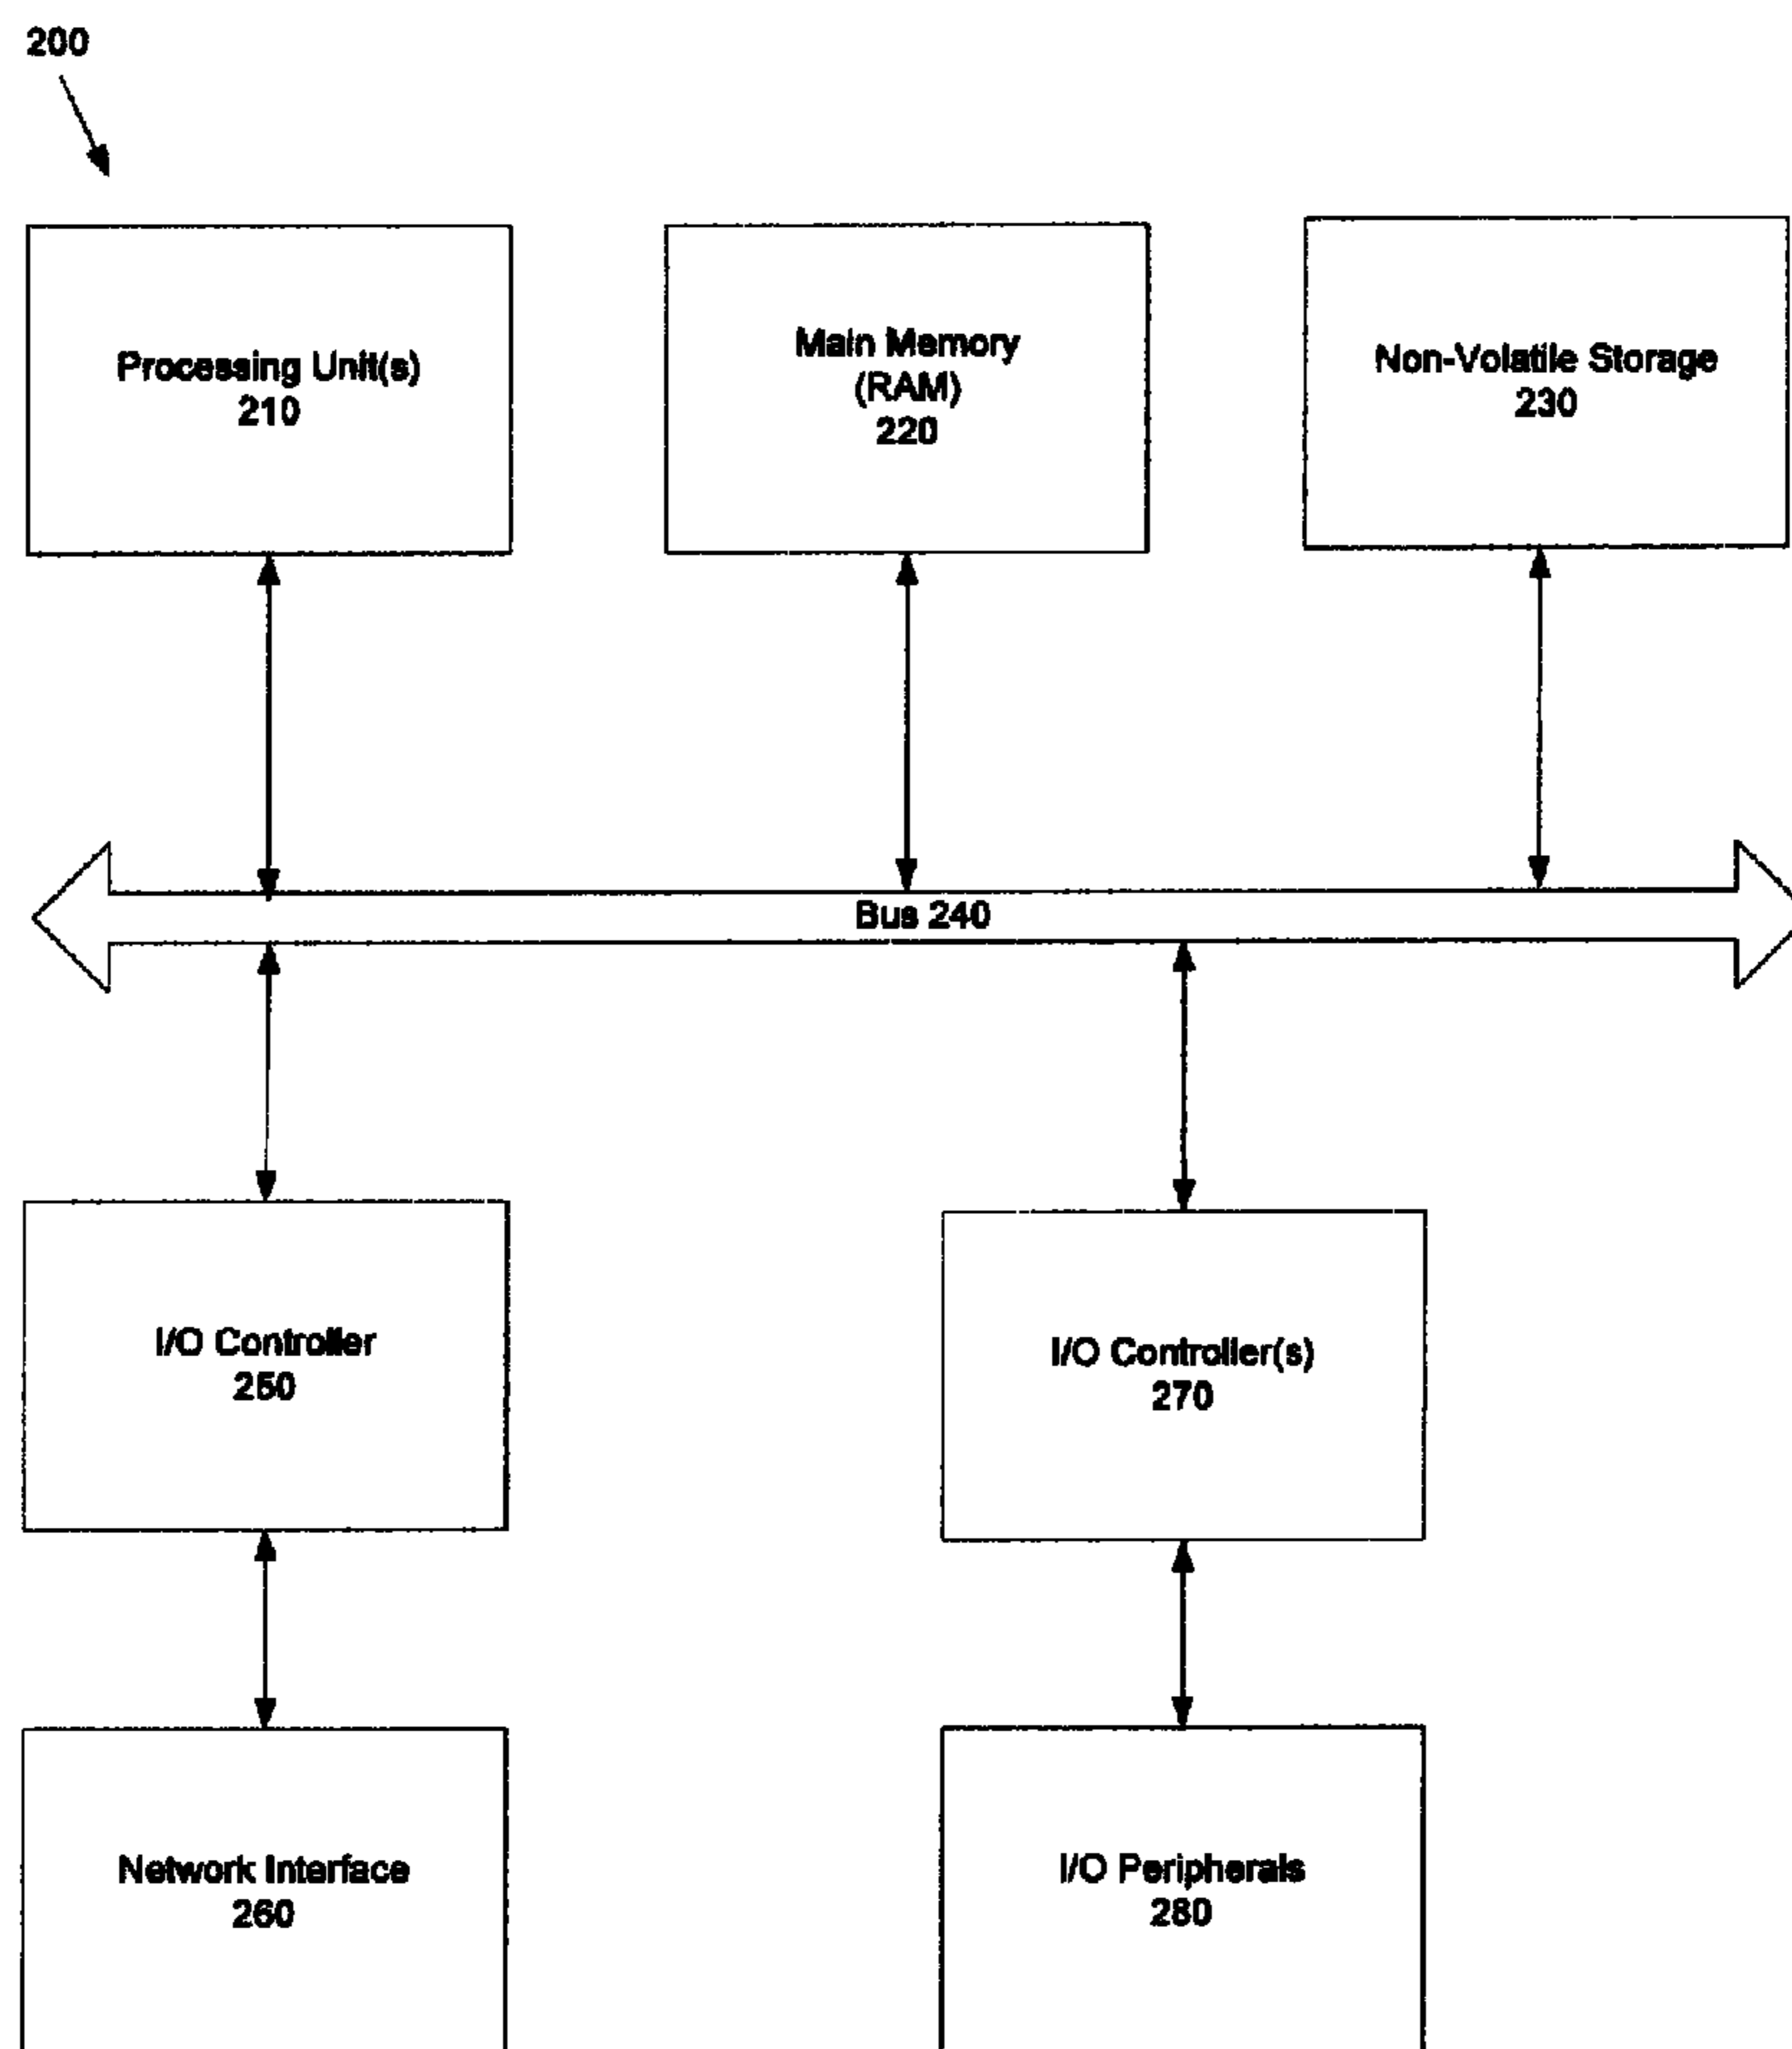 200
Processing Unit(s)
210
Main Memory
(RAM)
220
Non-Volatile Storage
230
Bus 240
I/O Controller
250
I/O Controller(s)
270
Network Interface
260
I/O Peripherals
280